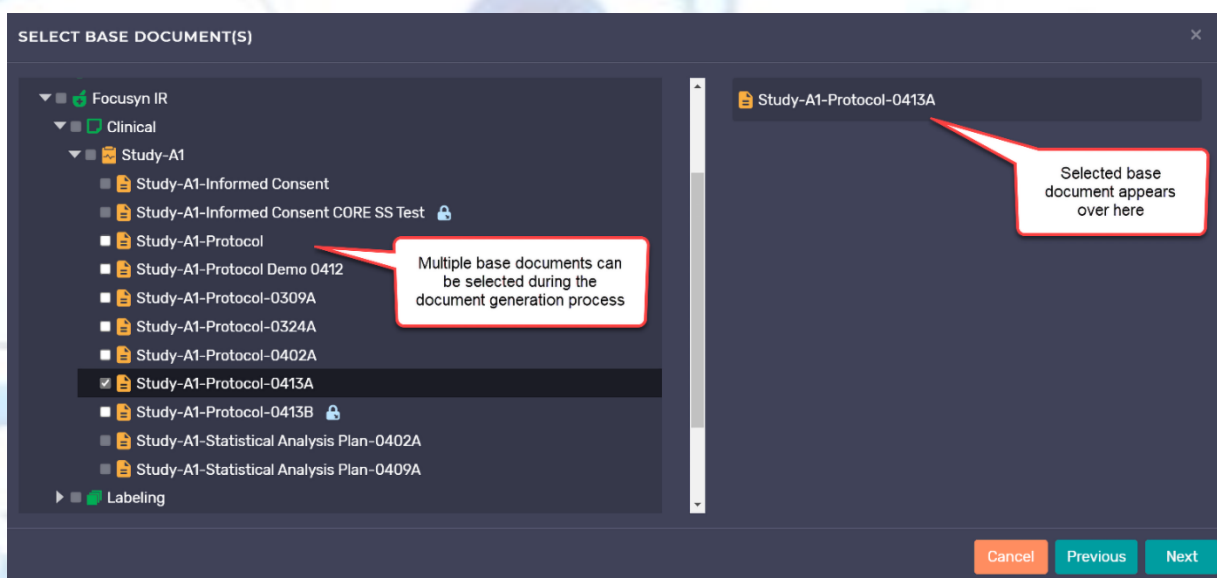 SELECT BASE DOCUMENT(S)
Focusyn IR
Clinical
Study-A1
Study-A1-Informed Consent
Study-A1-Informed Consent CORE SS Test
Study-A1-Protocol
Study-A1-Protocol Demo 0412
Study-A1-Protocol-0309A
Study-A1-Protocol-0324A
Study-A1-Protocol-0402A
Study-A1-Protocol-0413A
Study-A1-Protocol-0413B
Study-A1-Statistical Analysis Plan-0402A
Study-A1-Statistical Analysis Plan-0409A
Labeling
Multiple base documents can
be selected during the
document generation process
Study-A1-Protocol-0413A
Selected base
document appears
over here
Cancel
Previous
Next